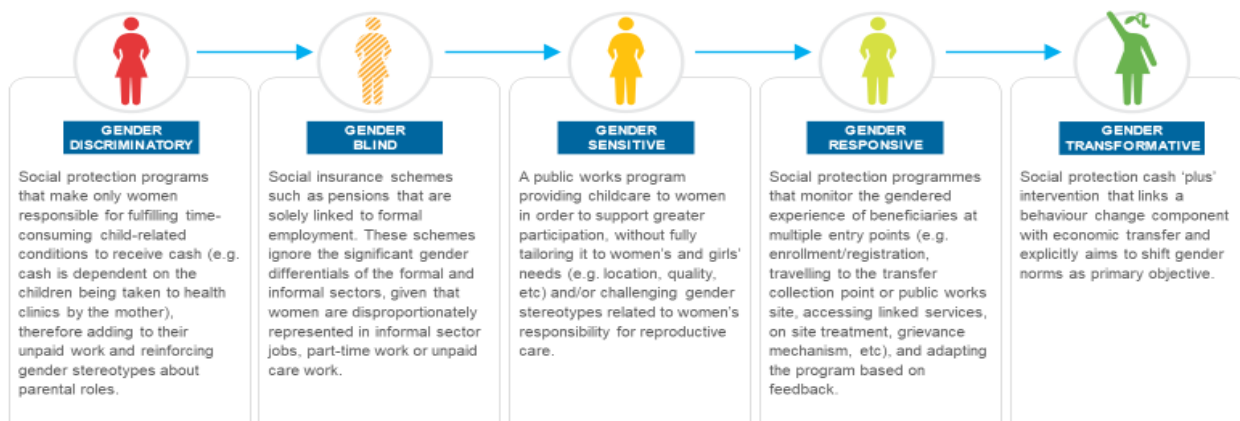 GENDER
DISCRIMINATORY
Social protection programs
that make only women
responsible for fulfilling time-
consuming child-related
conditions to receive cash (e.g.
cash is dependent on the
children being taken to health
clinics by the mother),
therefore adding to their
unpaid work and reinforcing
gender stereotypes about
parental roles.
GENDER
BLIND
Social insurance schemes
such as pensions that are
solely linked to formal
employment. These schemes
ignore the significant gender
differentials of the formal and
informal sectors, given that
women are disproportionately
represented in informal sector
jobs, part-time work or unpaid
care work.
GENDER
SENSITIVE
A public works program
providing childcare to women
in order to support greater
participation, without fully
tailoring it to women's and girls'
needs (e.g. location, quality,
etc) and/or challenging gender
stereotypes related to women's
responsibility for reproductive
care.
GENDER
RESPONSIVE
Social protection programmes
that monitor the gendered
experience of beneficiaries at
multiple entry points (e.g.
enrollment/registration,
travelling to the transfer
collection point or public works
site, accessing linked services,
on site treatment, grievance
mechanism, etc), and adapting
the program based on
feedback.
GENDER
TRANSFORMATIVE
Social protection cash 'plus'
intervention that links a
behaviour change component
with economic transfer and
explicitly aims to shift gender
norms as primary objective.